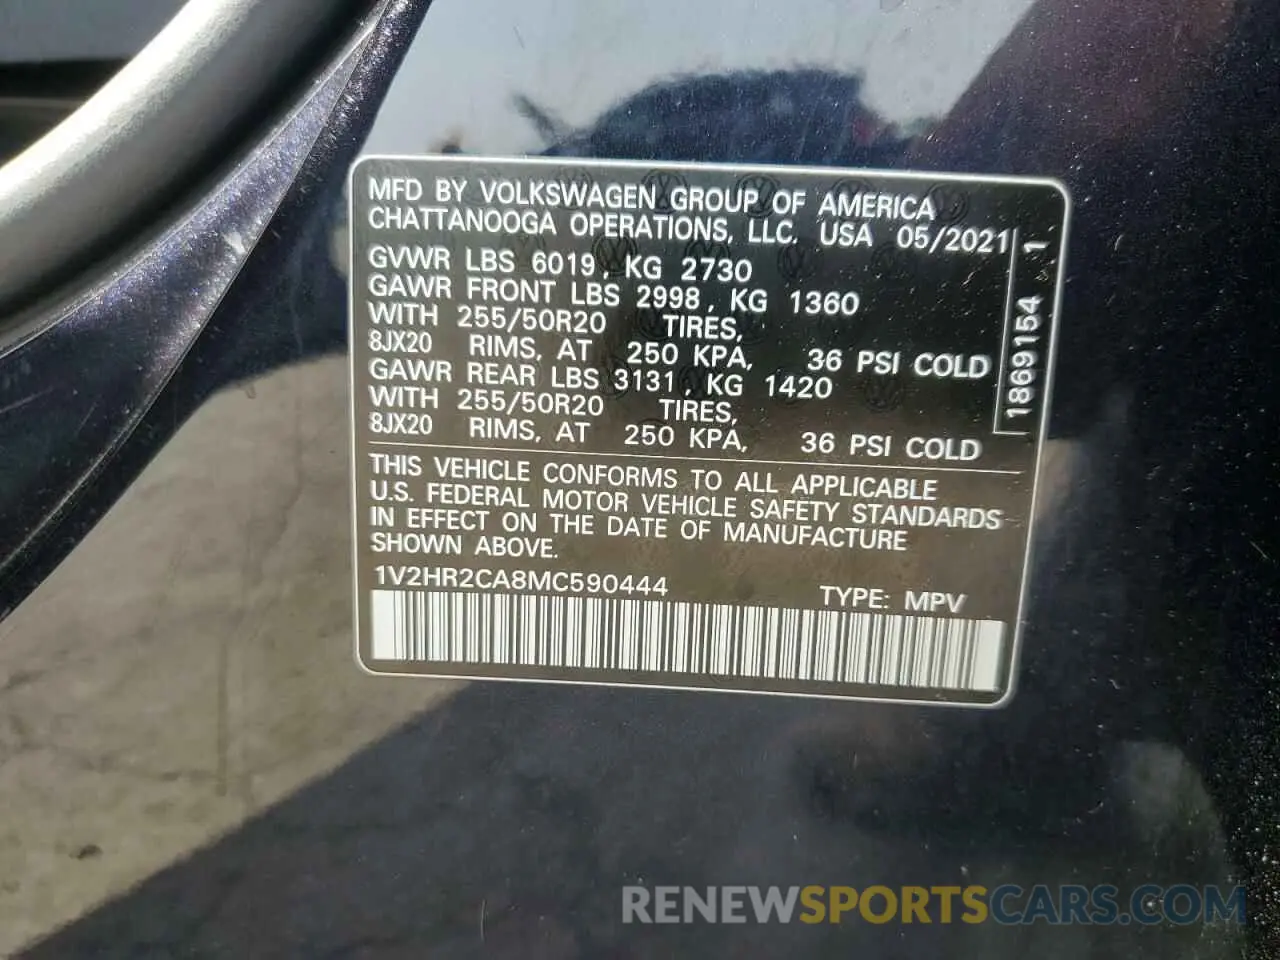 MFD BY VOLKSWAGEN GROUP OF AMERICA
CHATTANOOGA OPERATIONS, LLC. USA 05/2021
GVWR LBS 6019, KG 2730
GAWR FRONT LBS 2998, KG 1360
WITH 255/50R20 TIRES,
8JX20 RIMS, AT 250 KPA, 36 PSI COLD
GAWR REAR LBS 3131, KG 1420
WITH 255/50R20 TIRES,
8JX20 RIMS, AT 250 KPA, 36 PSI COLD
1869154 1
THIS VEHICLE CONFORMS TO ALL APPLICABLE
U.S. FEDERAL MOTOR VEHICLE SAFETY STANDARDS
IN EFFECT ON THE DATE OF MANUFACTURE
SHOWN ABOVE.
1V2HR2CA8MC590444 TYPE: MPV
RENEWSPORTSCARS.COM